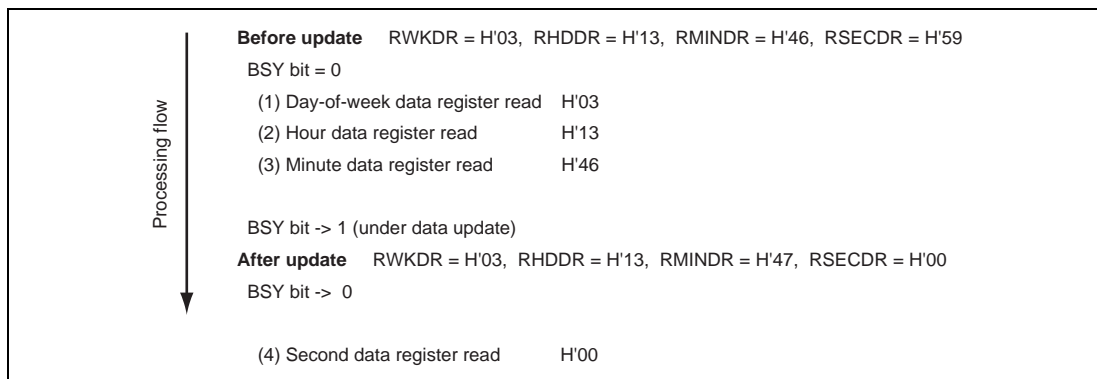 Before update RWKDR = H'03, RHDDR = H'13, RMINDR = H'46, RSECDR = H'59
BSY bit = 0
(1) Day-of-week data register read H'03
(2) Hour data register read H'13
(3) Minute data register read H'46
Processing flow
BSY bit -> 1 (under data update)
After update RWKDR = H'03, RHDDR = H'13, RMINDR = H'47, RSECDR = H'00
BSY bit -> 0
(4) Second data register read H'00